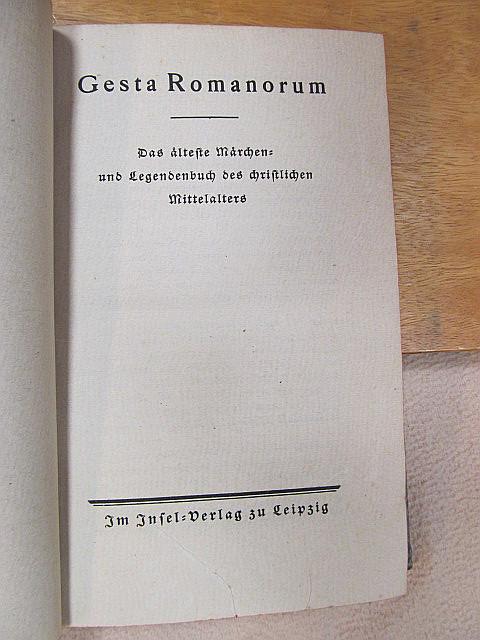 Gesta Romanorum
Das älteste Märchen-
und Legendenbuch des christlichen
Mittelalters
Im Insel-Verlag zu Leipzig